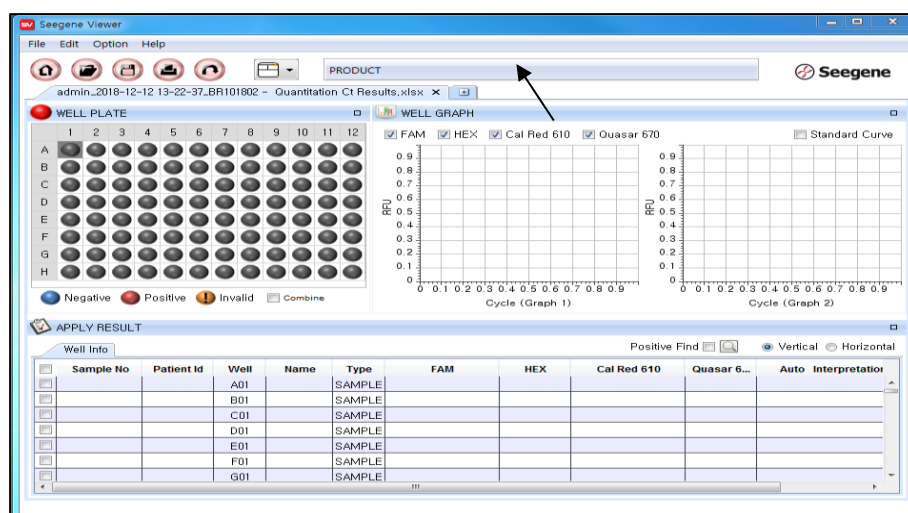 SV Seegene Viewer
File Edit Option Help
PRODUCT
Seegene
admin_2018-12-12 13-22-37_BR101802 - Quantitation Ct Results.xlsx
WELL PLATE
WELL GRAPH
1 2 3 4 5 6 7 8 9 10 11 12
A
B
C
D
E
F
G
H
Negative Positive Invalid Combine
FAM HEX Cal Red 610 Quasar 670 Standard Curve
0.9
0.8
0.7
0.6
0.5
0.4
0.3
0.2
0.1
0
RFU
0 0.1 0.2 0.3 0.4 0.5 0.6 0.7 0.8 0.9
Cycle (Graph 1)
0.9
0.8
0.7
0.6
0.5
0.4
0.3
0.2
0.1
0
RFU
0 0.1 0.2 0.3 0.4 0.5 0.6 0.7 0.8 0.9
Cycle (Graph 2)
APPLY RESULT
Well Info Positive Find Vertical Horizontal
Sample No Patient Id Well Name Type FAM HEX Cal Red 610 Quasar 6... Auto Interpretation
A01 SAMPLE
B01 SAMPLE
C01 SAMPLE
D01 SAMPLE
E01 SAMPLE
F01 SAMPLE
G01 SAMPLE